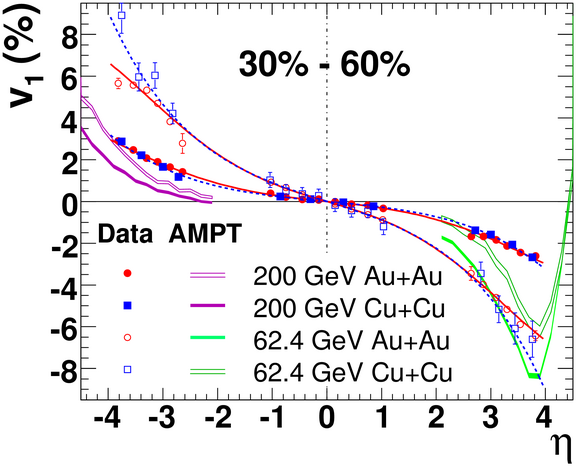 v1 (%)
8
6
4
2
0
-2
-4
-6
-8
30% - 60%
Data AMPT
200 GeV Au+Au
200 GeV Cu+Cu
62.4 GeV Au+Au
62.4 GeV Cu+Cu
-4 -3 -2 -1 0 1 2 3 4
η